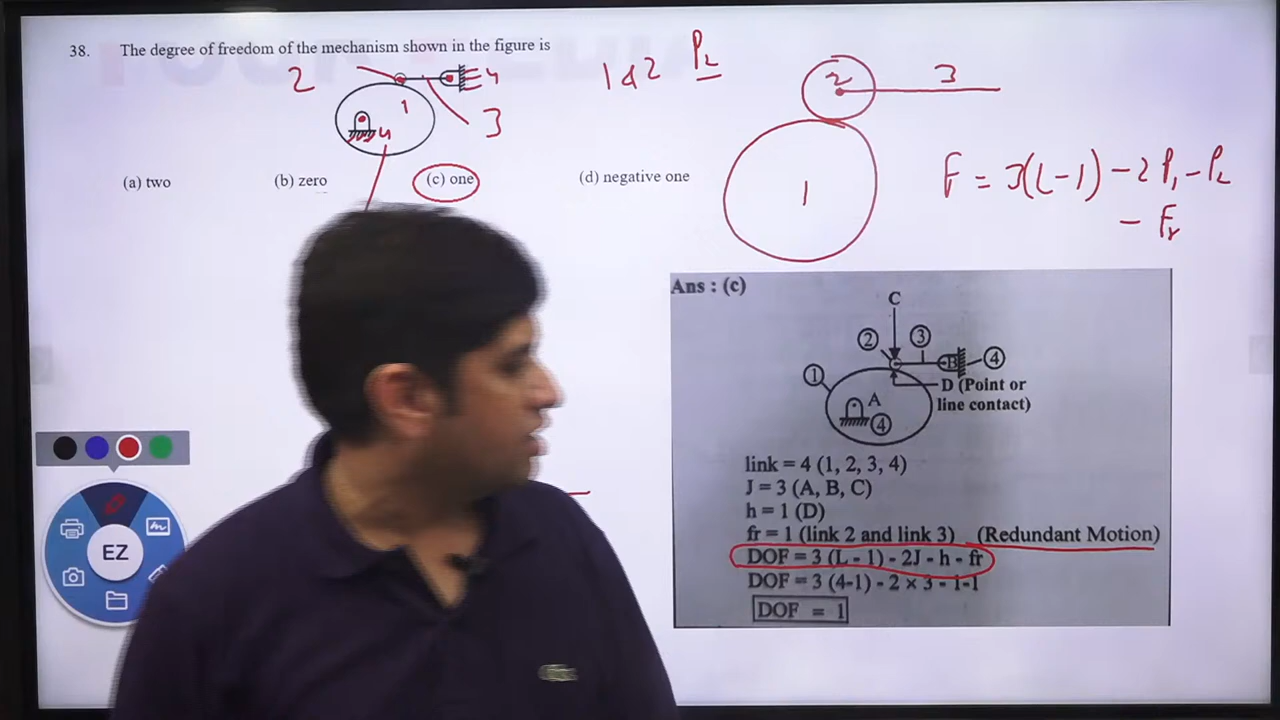 38. The degree of freedom of the mechanism shown in the figure is
2
4
1
3
4
(a) two (b) zero (c) one (d) negative one
1 & 2 P₂
2
3
1
F = 3(L-1) - 2 P₁ - P₂
- Fr
Ans : (c)
C
② ③
B ④
①
D (Point or
line contact)
A
④
link = 4 (1, 2, 3, 4)
J = 3 (A, B, C)
h = 1 (D)
fr = 1 (link 2 and link 3) (Redundant Motion)
DOF = 3 (L - 1) - 2J - h - fr
DOF = 3 (4-1) - 2 × 3 - 1-1
DOF = 1
EZ